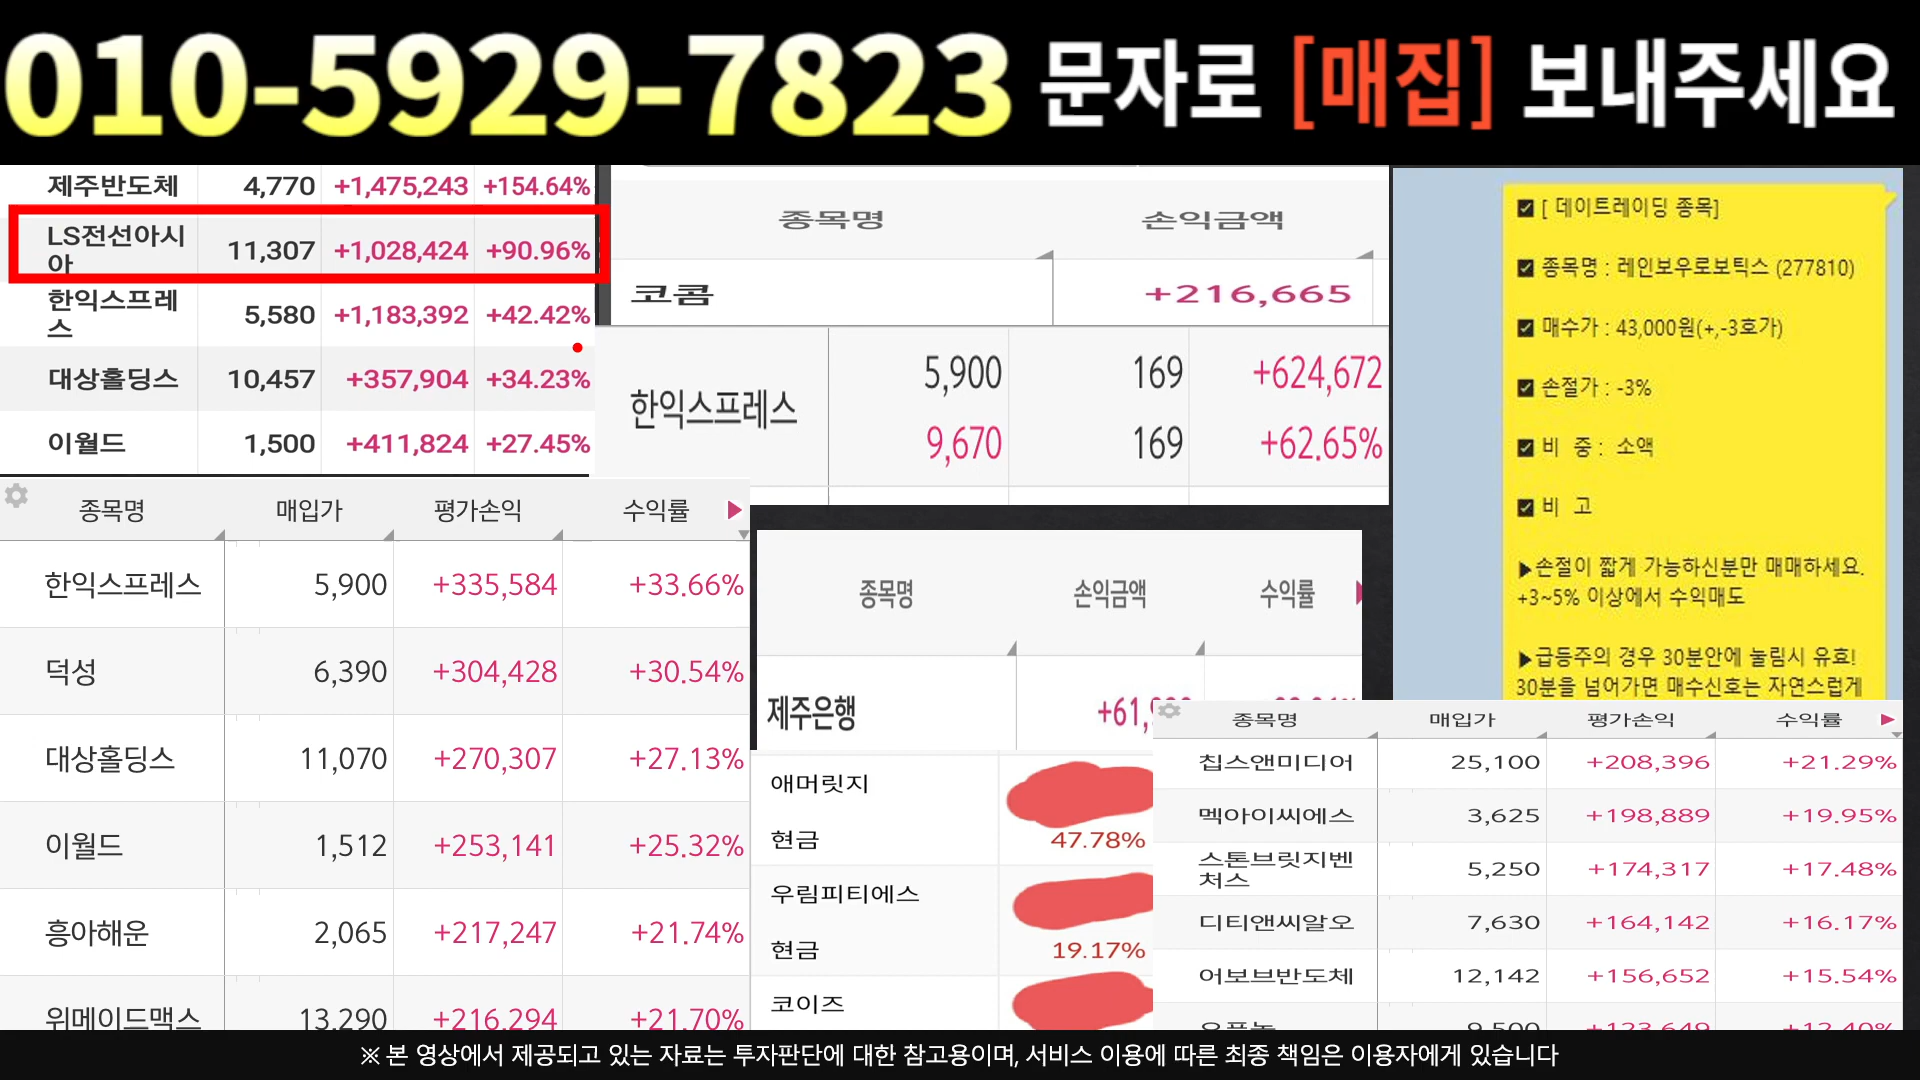 010-5929-7823 문자로 [매집] 보내주세요
제주반도체 4,770 +1,475,243 +154.64%
LS전선아시
아 11,307 +1,028,424 +90.96%
한익스프레
스 5,580 +1,183,392 +42.42%
대상홀딩스 10,457 +357,904 +34.23%
이월드 1,500 +411,824 +27.45%
종목명 손익금액
코콤 +216,665
한익스프레스 5,900 169 +624,672
9,670 169 +62.65%
☑ [ 데이트레이딩 종목]
☑ 종목명 : 레인보우로보틱스 (277810)
☑ 매수가 : 43,000원(+,-3호가)
☑ 손절가 : -3%
☑ 비 중 : 소액
☑ 비 고
▶손절이 짧게 가능하신분만 매매하세요.
+3~5% 이상에서 수익매도
▶급등주의 경우 30분안에 눌림시 유효!
30분을 넘어가면 매수신호는 자연스럽게
종목명 매입가 평가손익 수익률
한익스프레스 5,900 +335,584 +33.66%
덕성 6,390 +304,428 +30.54%
대상홀딩스 11,070 +270,307 +27.13%
이월드 1,512 +253,141 +25.32%
흥아해운 2,065 +217,247 +21.74%
위메이드맥스 13,290 +216,294 +21.70%
종목명 손익금액 수익률
제주은행
애머릿지
현금 47.78%
우림피티에스
현금 19.17%
코이즈
종목명 매입가 평가손익 수익률
칩스앤미디어 25,100 +208,396 +21.29%
멕아이씨에스 3,625 +198,889 +19.95%
스톤브릿지벤
처스 5,250 +174,317 +17.48%
디티앤씨알오 7,630 +164,142 +16.17%
어보브반도체 12,142 +156,652 +15.54%
※ 본 영상에서 제공되고 있는 자료는 투자판단에 대한 참고용이며, 서비스 이용에 따른 최종 책임은 이용자에게 있습니다